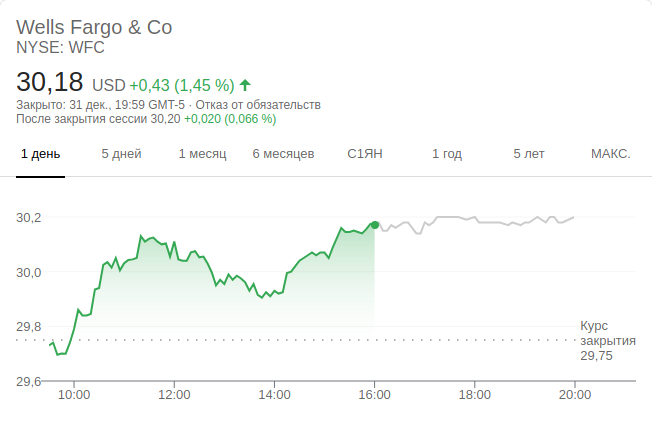 Wells Fargo & Co
NYSE: WFC
30,18 USD +0,43 (1,45 %)
Закрыто: 31 дек., 19:59 GMT-5 · Отказ от обязательств
После закрытия сессии 30,20 +0,020 (0,066 %)
1 день 5 дней 1 месяц 6 месяцев С1ЯН 1 год 5 лет МАКС.
30,2
30,0
29,8
29,6
Курс
закрытия
29,75
10:00 12:00 14:00 16:00 18:00 20:00